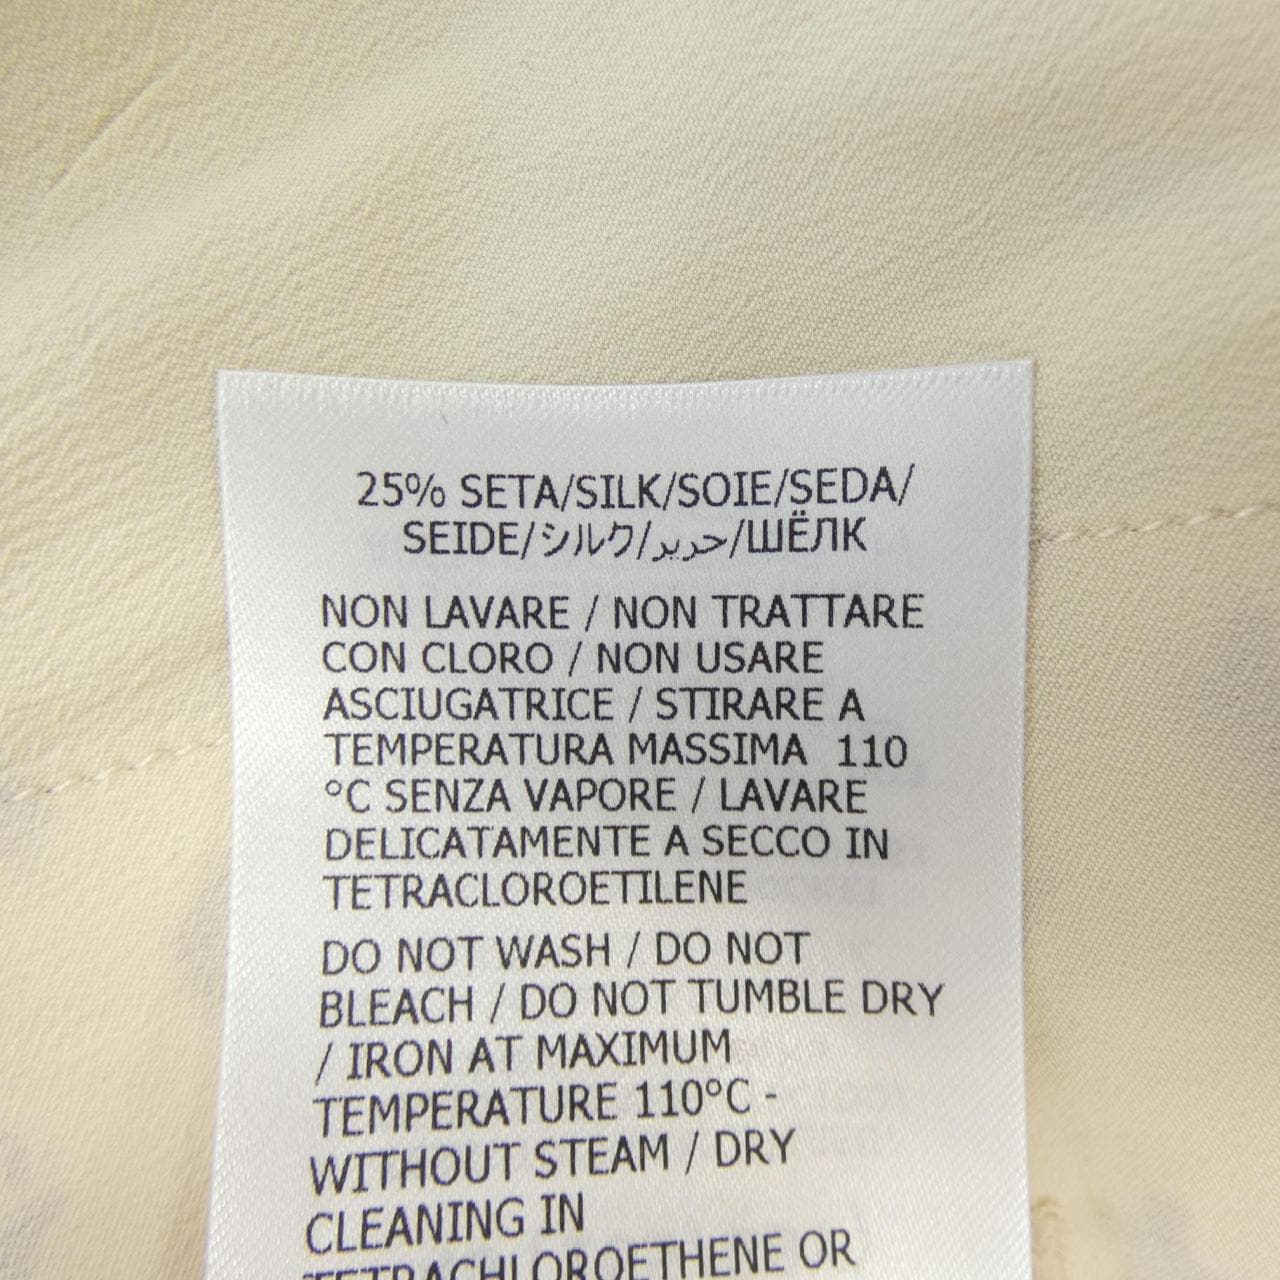 25% SETA/SILK/SOIE/SEDA/
SEIDE/シルク/حرير/ШЁЛК
NON LAVARE / NON TRATTARE
CON CLORO / NON USARE
ASCIUGATRICE / STIRARE A
TEMPERATURA MASSIMA 110
°C SENZA VAPORE / LAVARE
DELICATAMENTE A SECCO IN
TETRACLOROETILENE
DO NOT WASH / DO NOT
BLEACH / DO NOT TUMBLE DRY
/ IRON AT MAXIMUM
TEMPERATURE 110°C -
WITHOUT STEAM / DRY
CLEANING IN
TETRACHLOROETHENE OR